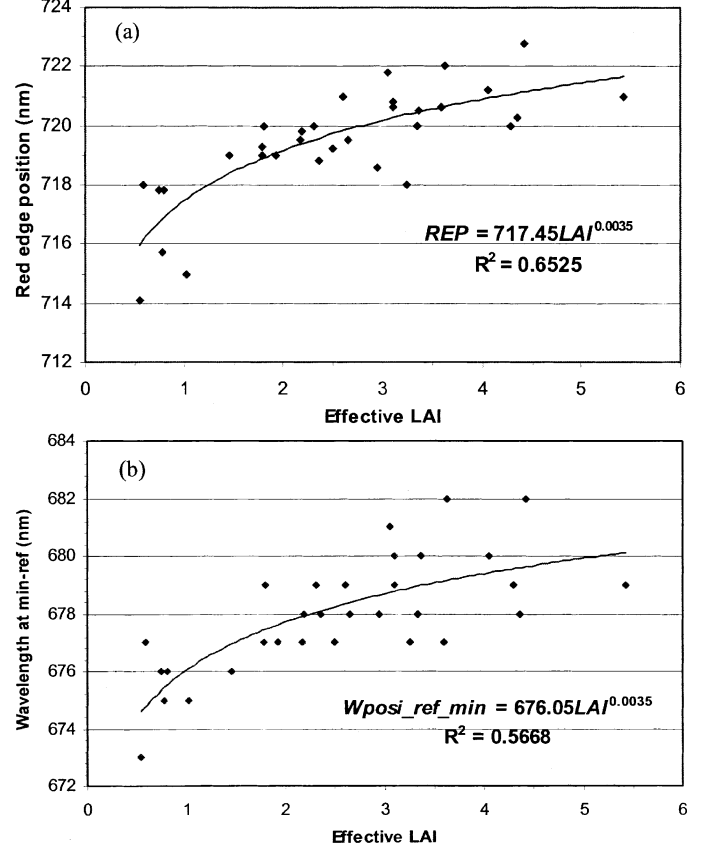 724
(a)
722
720
718
716
714
712
Red edge position (nm)
REP = 717.45LAI^0.0035
R² = 0.6525
0 1 2 3 4 5 6
Effective LAI
684
(b)
682
680
678
676
674
672
Wavelength at min-ref (nm)
Wposi_ref_min = 676.05LAI^0.0035
R² = 0.5668
0 1 2 3 4 5 6
Effective LAI